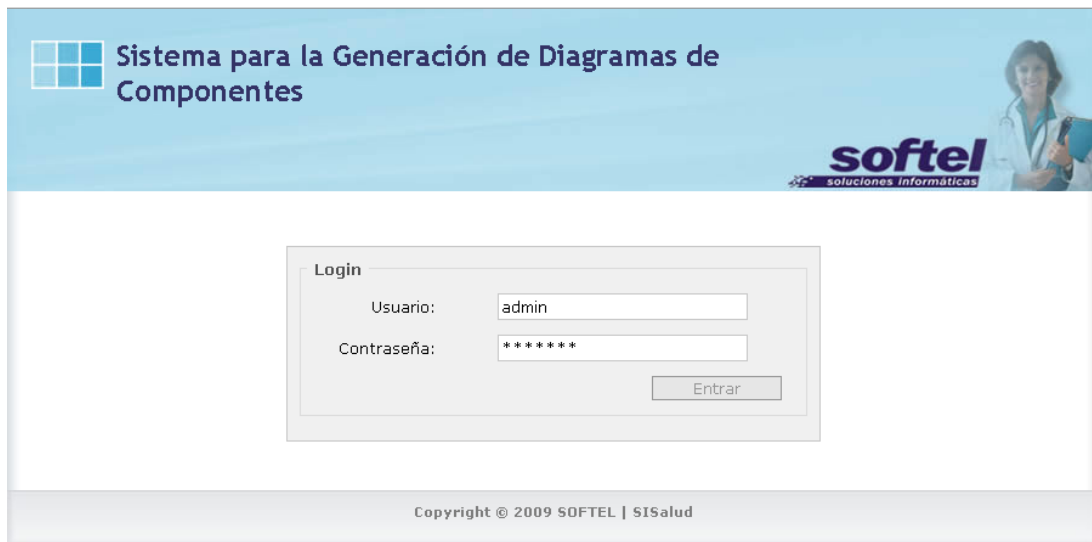 Sistema para la Generación de Diagramas de
Componentes
softel
soluciones informáticas
Login
Usuario:
admin
Contraseña:
*******
Entrar
Copyright © 2009 SOFTEL | SISalud